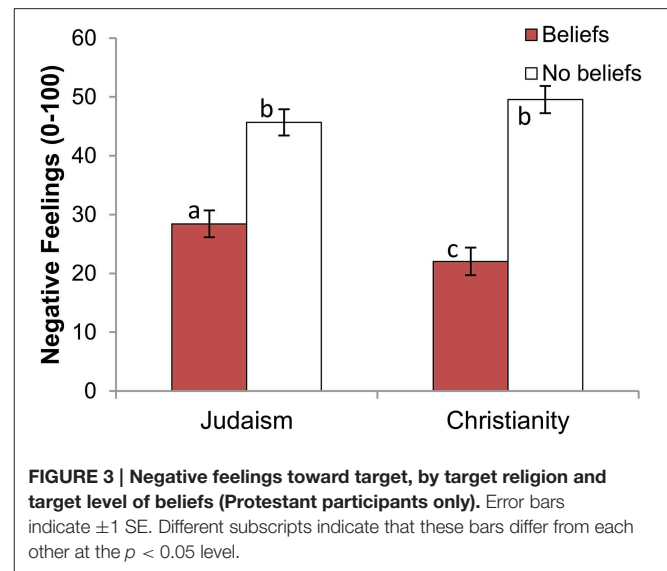 Negative Feelings (0-100)
60
50
40
30
20
10
0
Beliefs
No beliefs
a
b
c
b
Judaism
Christianity
FIGURE 3 | Negative feelings toward target, by target religion and
target level of beliefs (Protestant participants only). Error bars
indicate ±1 SE. Different subscripts indicate that these bars differ from each
other at the p < 0.05 level.